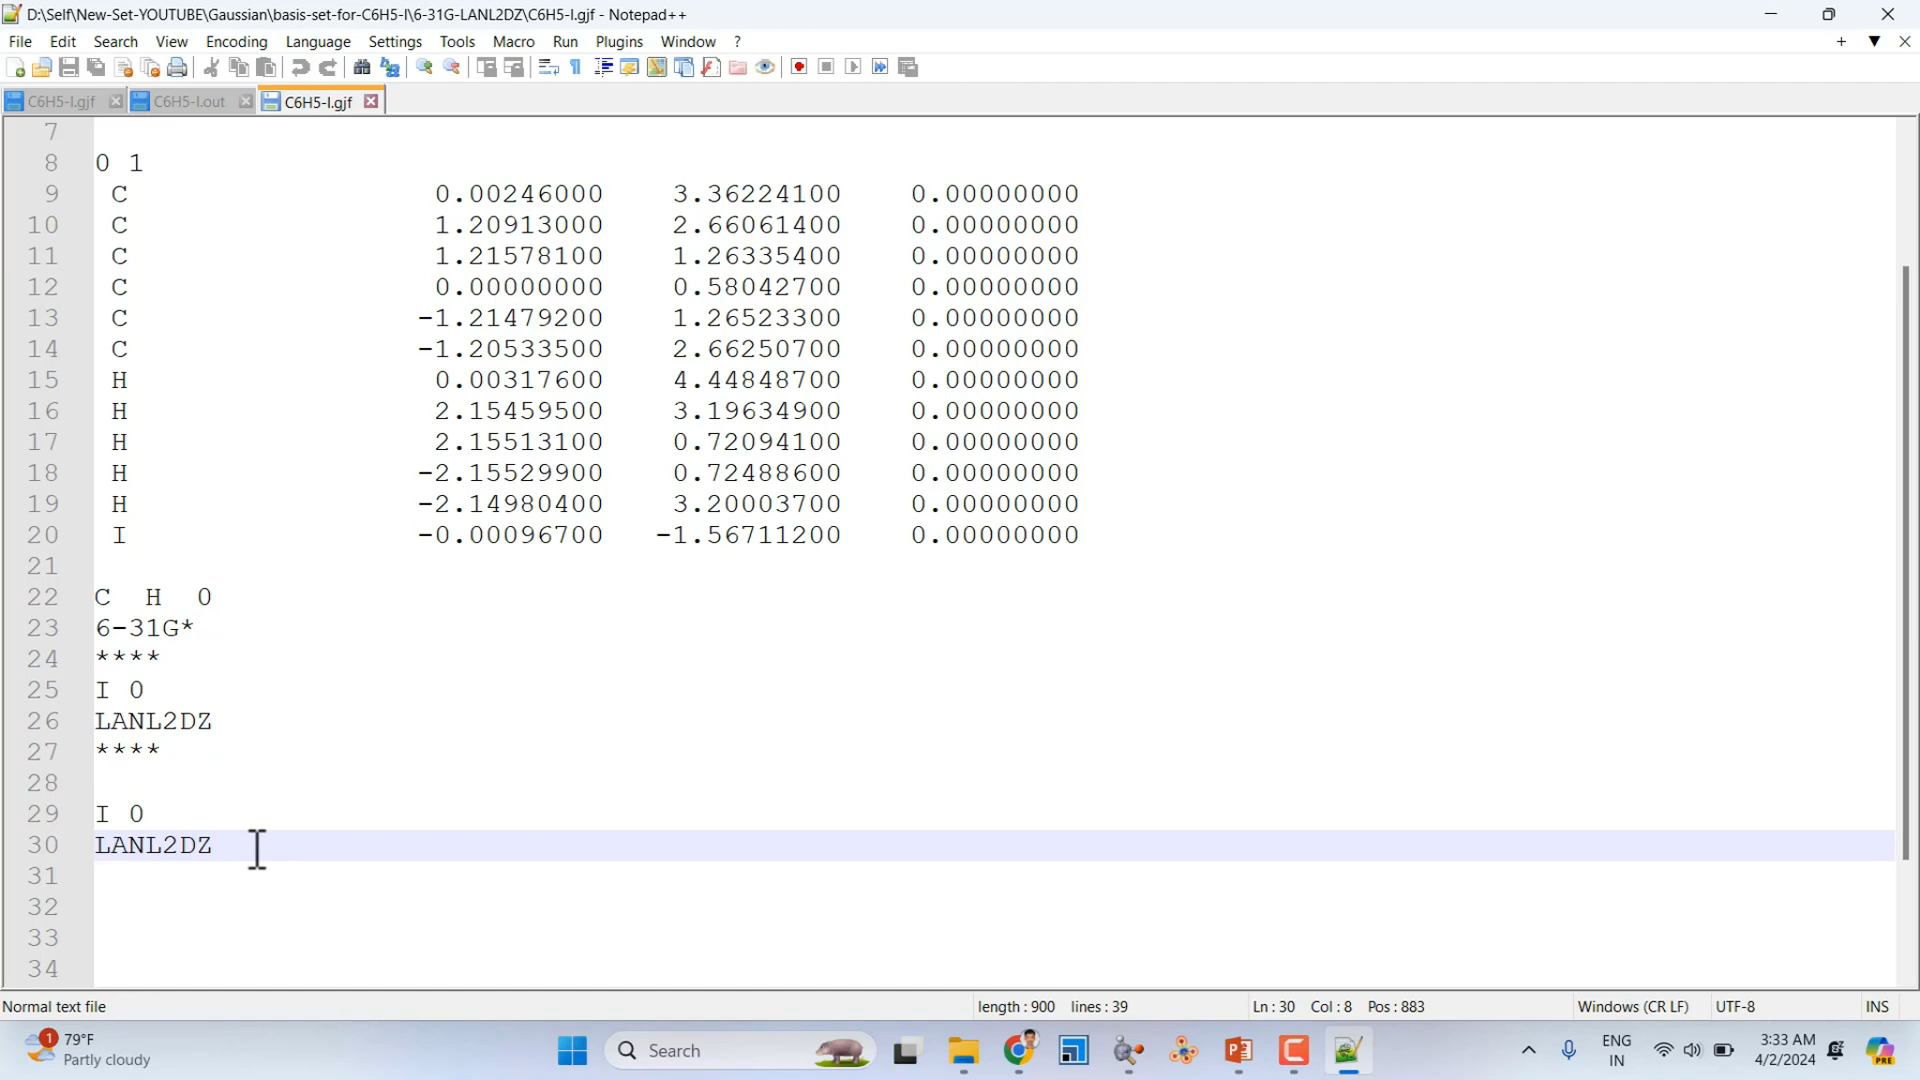 D:\Self\New-Set-YOUTUBE\Gaussian\basis-set-for-C6H5-I\6-31G-LANL2DZ\C6H5-I.gjf - Notepad++
File Edit Search View Encoding Language Settings Tools Macro Run Plugins Window ?
C6H5-I.gjf C6H5-I.out C6H5-I.gjf
7
8 0 1
9 C 0.00246000 3.36224100 0.00000000
10 C 1.20913000 2.66061400 0.00000000
11 C 1.21578100 1.26335400 0.00000000
12 C 0.00000000 0.58042700 0.00000000
13 C -1.21479200 1.26523300 0.00000000
14 C -1.20533500 2.66250700 0.00000000
15 H 0.00317600 4.44848700 0.00000000
16 H 2.15459500 3.19634900 0.00000000
17 H 2.15513100 0.72094100 0.00000000
18 H -2.15529900 0.72488600 0.00000000
19 H -2.14980400 3.20003700 0.00000000
20 I -0.00096700 -1.56711200 0.00000000
21
22 C H 0
23 6-31G*
24 ****
25 I 0
26 LANL2DZ
27 ****
28
29 I 0
30 LANL2DZ
31
32
33
34
Normal text file length : 900 lines : 39 Ln : 30 Col : 8 Pos : 883 Windows (CR LF) UTF-8 INS
1 79°F
Partly cloudy
Search
ENG
IN
3:33 AM
4/2/2024
PRE